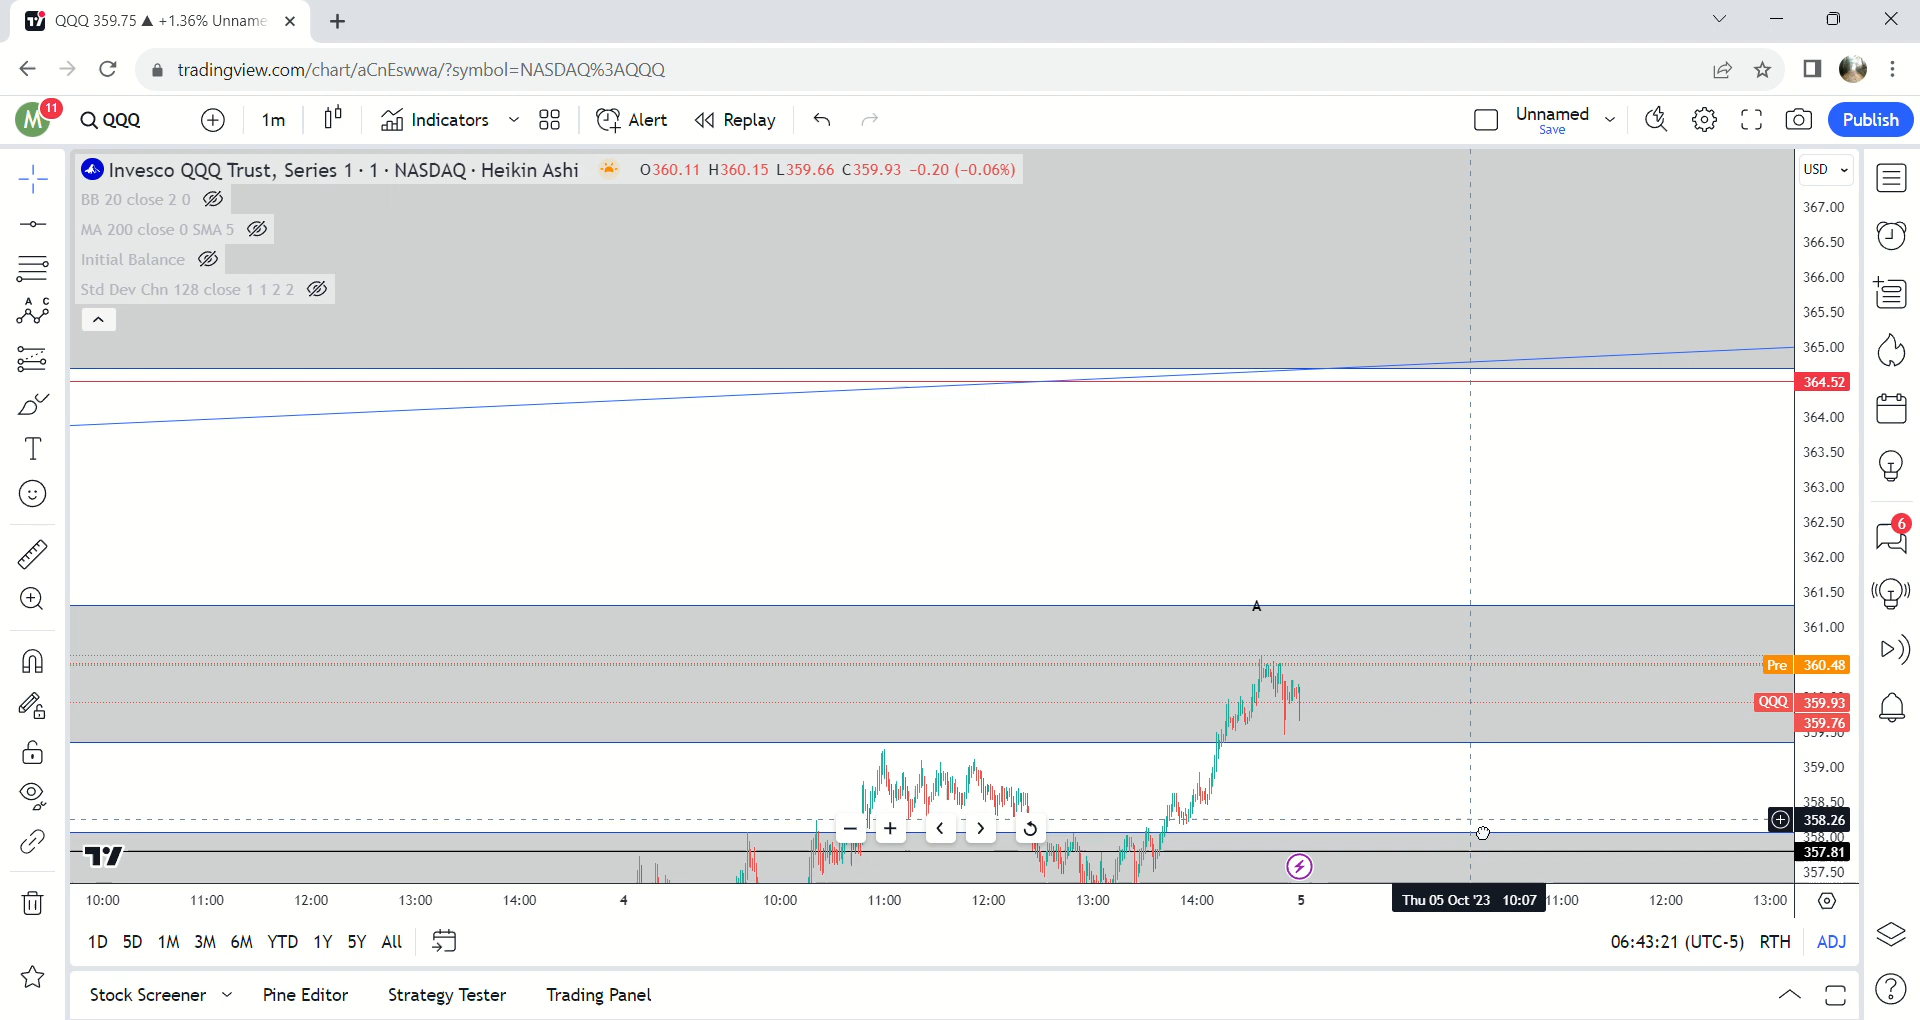 QQQ 359.75 ▲ +1.36% Unname
tradingview.com/chart/aCnEswwa/?symbol=NASDAQ%3AQQQ
M 11 QQQ 1m Indicators Alert Replay Unnamed Save Publish
Invesco QQQ Trust, Series 1 · 1 · NASDAQ · Heikin Ashi O360.11 H360.15 L359.66 C359.93 -0.20 (-0.06%)
BB 20 close 2 0
MA 200 close 0 SMA 5
Initial Balance
Std Dev Chn 128 close 1 1 2 2
A C
USD
367.00
366.50
366.00
365.50
365.00
364.52
364.00
363.50
363.00
362.50
362.00
361.50
361.00
Pre 360.48
QQQ 359.93
359.76
359.50
359.00
358.50
358.26
358.00
357.81
357.50
A
6
10:00 11:00 12:00 13:00 14:00 4 10:00 11:00 12:00 13:00 14:00 5 Thu 05 Oct '23 10:07 11:00 12:00 13:00
1D 5D 1M 3M 6M YTD 1Y 5Y All 06:43:21 (UTC-5) RTH ADJ
Stock Screener Pine Editor Strategy Tester Trading Panel